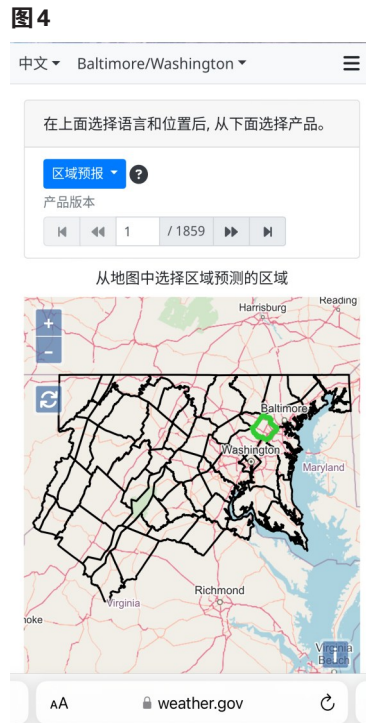 图4
中文 Baltimore/Washington
在上面选择语言和位置后, 从下面选择产品。
区域预报
产品版本
1 / 1859
从地图中选择区域预测的区域
Harrisburg
Reading
+
-
Baltimore
Washington
Maryland
Richmond
Virginia
oke
Virginia
Beach
AA weather.gov